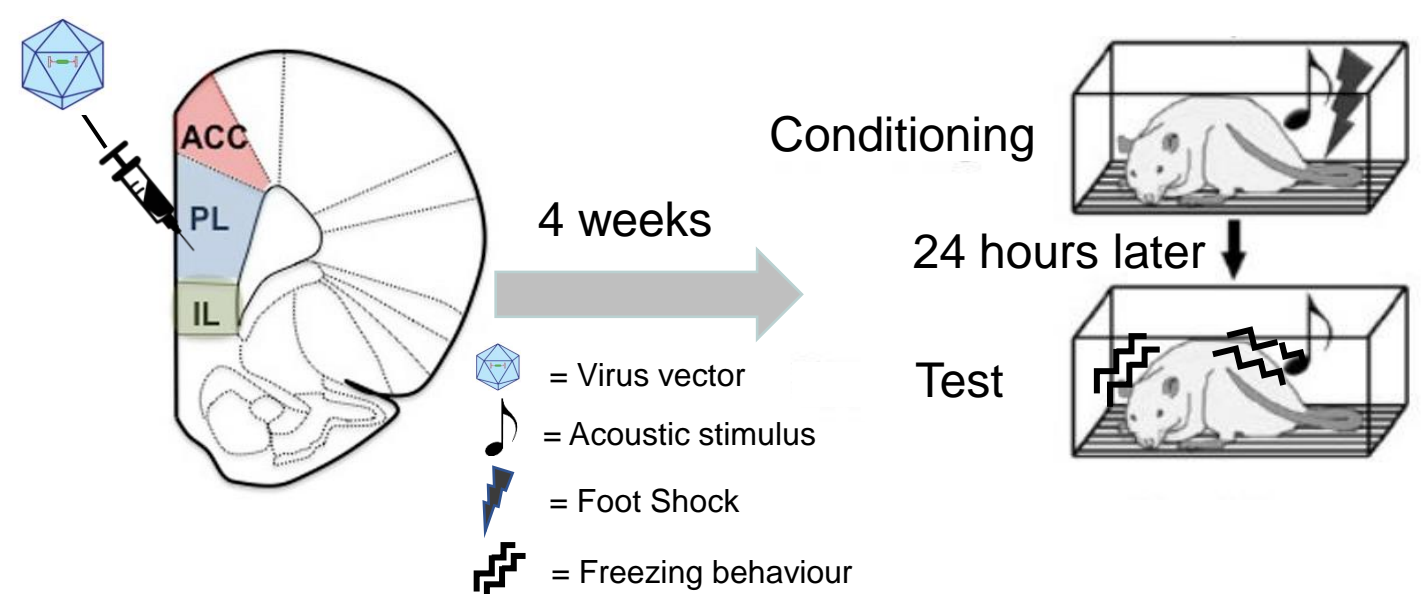 ACC
PL
IL
4 weeks
Conditioning
24 hours later
Test
= Virus vector
= Acoustic stimulus
= Foot Shock
= Freezing behaviour